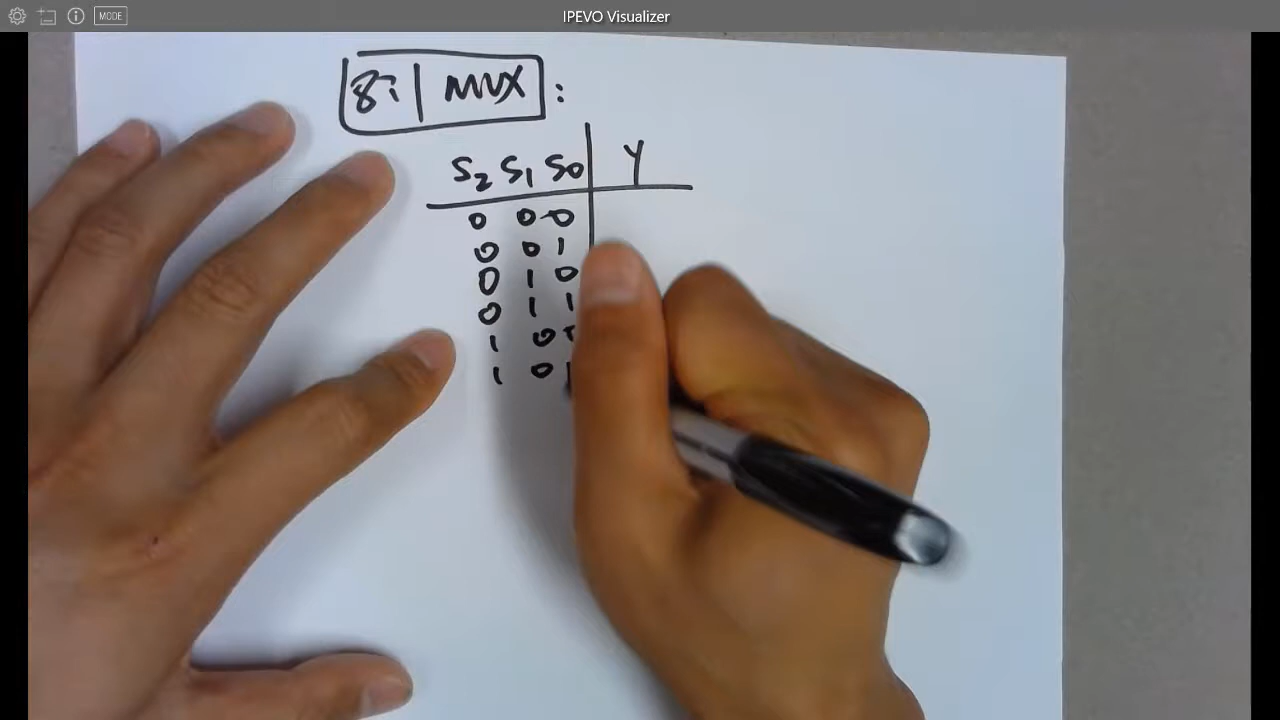 MODE
IPEVO Visualizer
8:1 MUX :
S2 S1 S0 Y
0 0 0
0 0 1
0 1 0
0 1 1
1 0 0
1 0 1